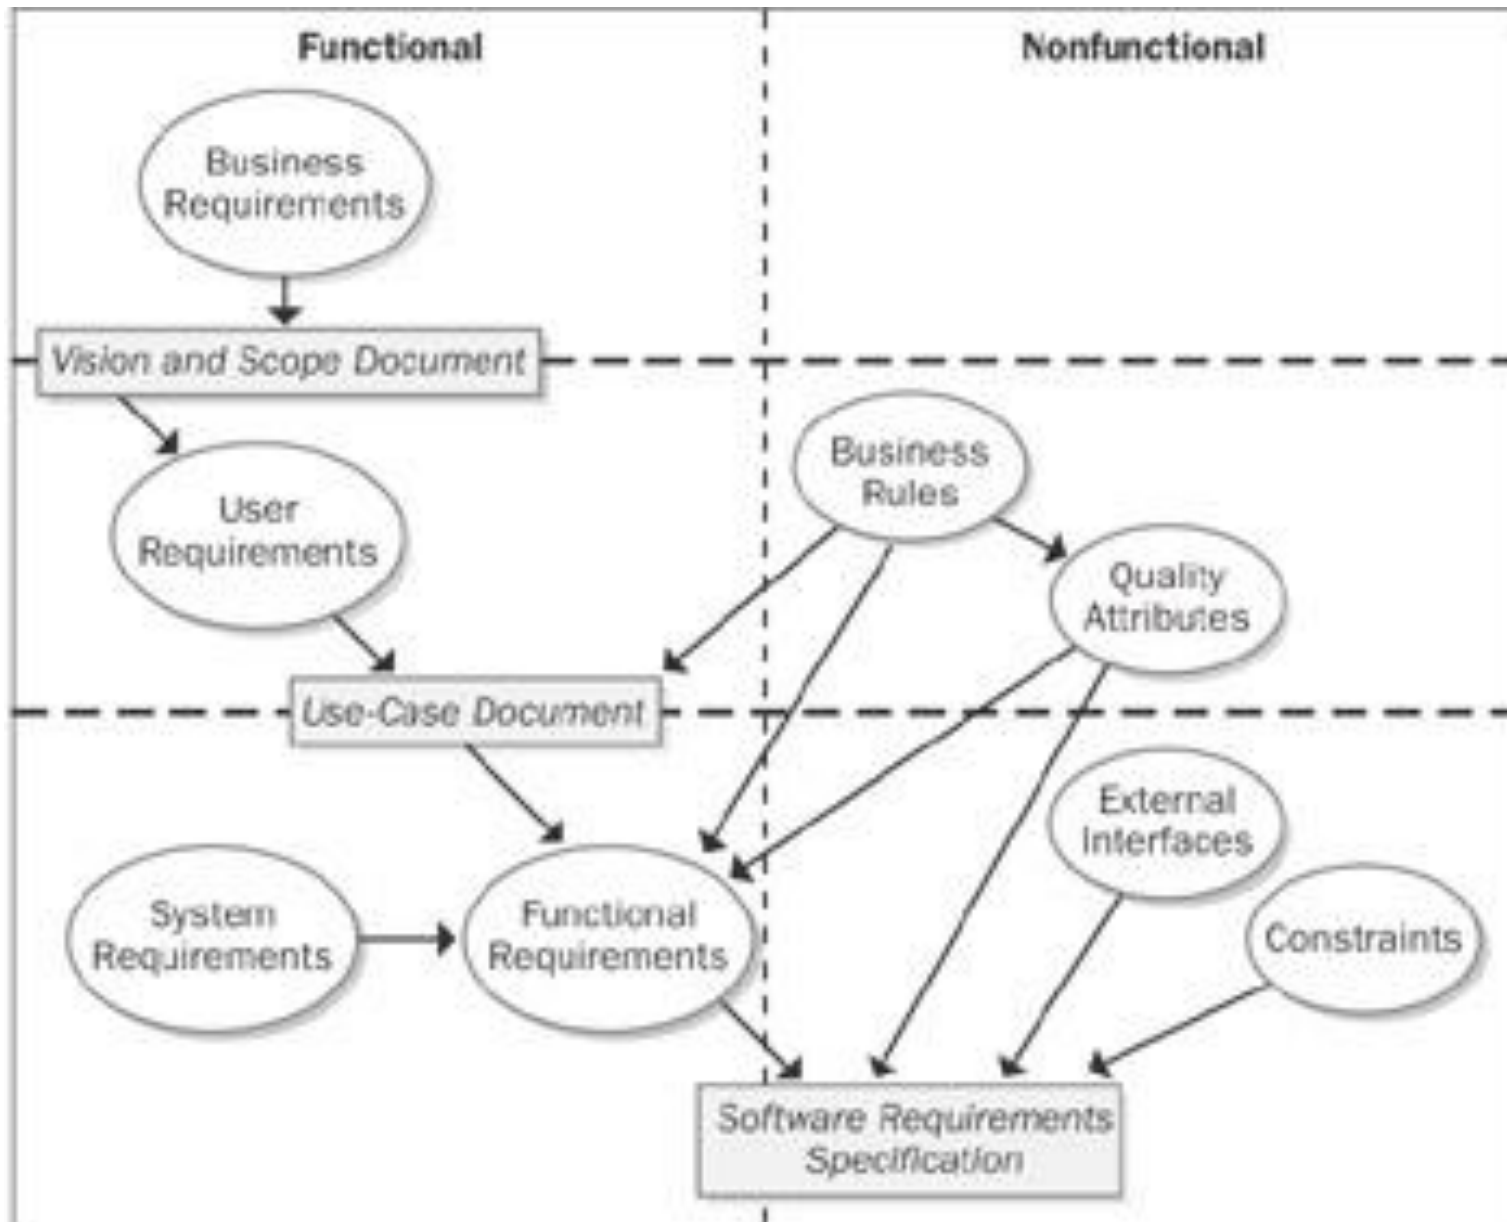 Functional
Nonfunctional
Business
Requirements
Vision and Scope Document
User
Requirements
Business
Rules
Quality
Attributes
Use-Case Document
External
Interfaces
System
Requirements
Functional
Requirements
Constraints
Software Requirements
Specification